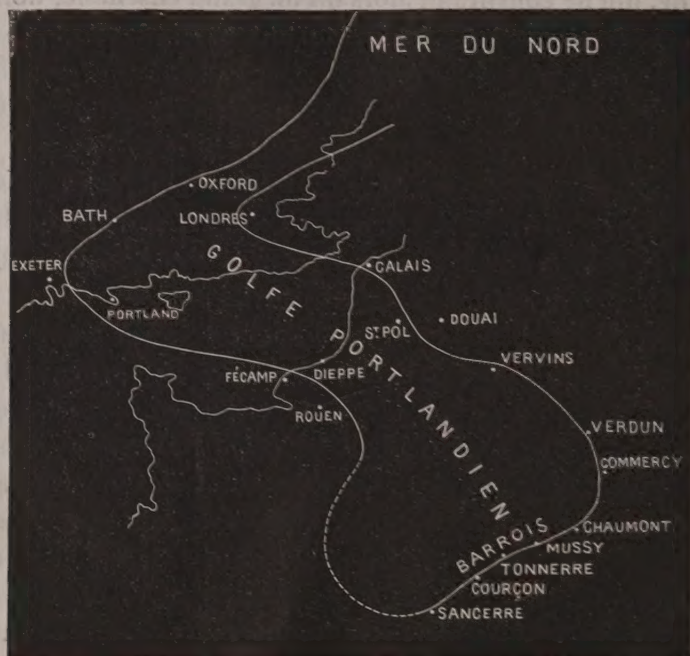 MER DU NORD
OXFORD
BATH
LONDRES
EXETER
GOLFE PORTLANDIEN
CALAIS
PORTLAND
ST POL
DOUAI
VERVINS
FÉCAMP
DIEPPE
ROUEN
VERDUN
COMMERCY
CHAUMONT
BARROIS
MUSSY
TONNERRE
COURÇON
SANCERRE